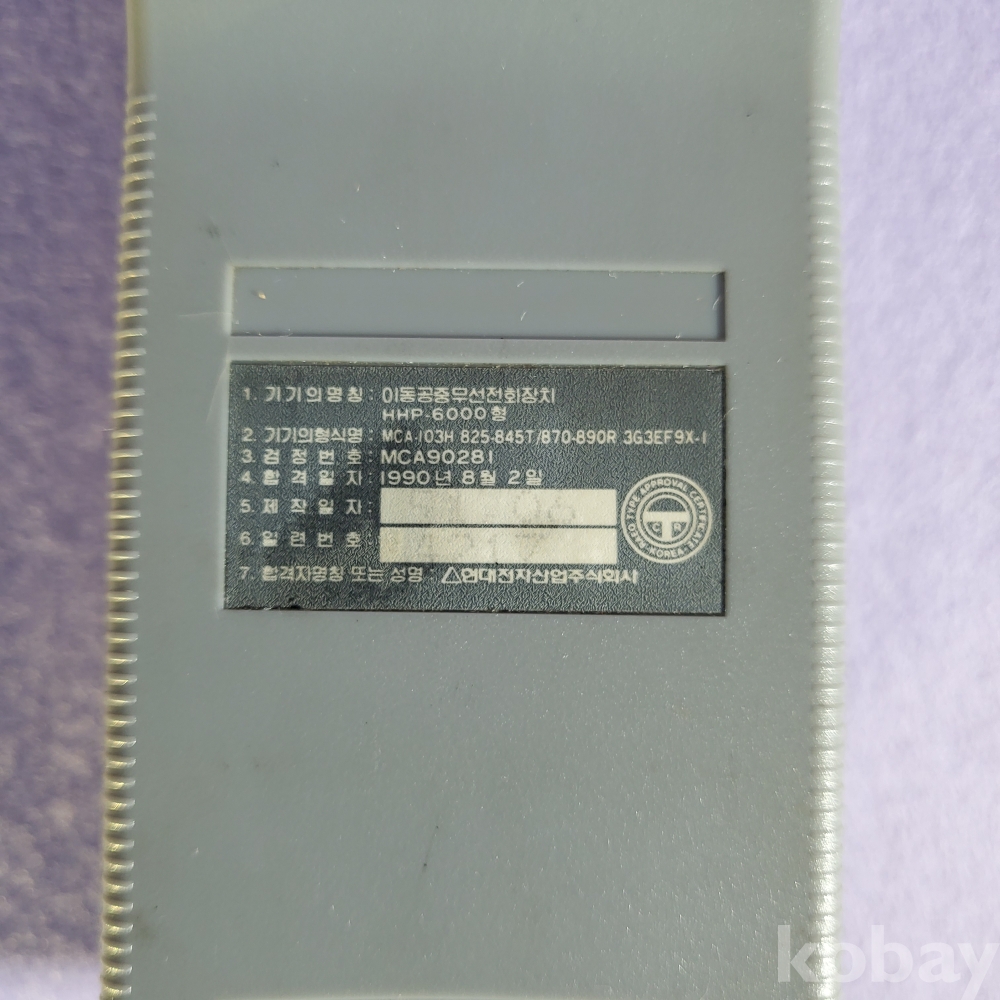 1. 기기의명칭 : 이동공중무선전화장치
HHP-6000형
2. 기기의형식명 : MCA-103H 825-845T/870-890R 3G3EF9X-1
3. 검정번호 : MCA90281
4. 합격일자 : 1990년 8월 2일
5. 제작일자 :
6. 일련번호 :
7. 합격자명칭 또는 성명 : 현대전자산업주식회사
TYPE APPROVAL CERTIFICATE
KOREA
kobay